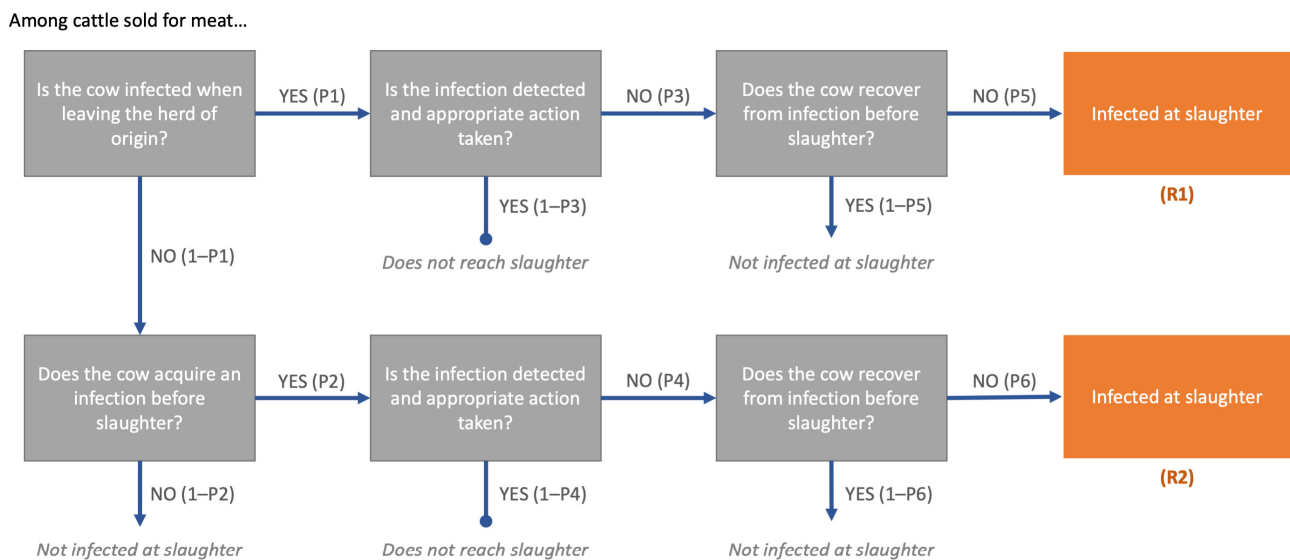 Among cattle sold for meat...
Is the cow infected when
leaving the herd of
origin?
YES (P1)
Is the infection detected
and appropriate action
taken?
NO (P3)
Does the cow recover
from infection before
slaughter?
NO (P5)
Infected at slaughter
(R1)
NO (1–P1)
YES (1–P3)
Does not reach slaughter
YES (1–P5)
Not infected at slaughter
Does the cow acquire an
infection before
slaughter?
YES (P2)
Is the infection detected
and appropriate action
taken?
NO (P4)
Does the cow recover
from infection before
slaughter?
NO (P6)
Infected at slaughter
(R2)
NO (1–P2)
Not infected at slaughter
YES (1–P4)
Does not reach slaughter
YES (1–P6)
Not infected at slaughter